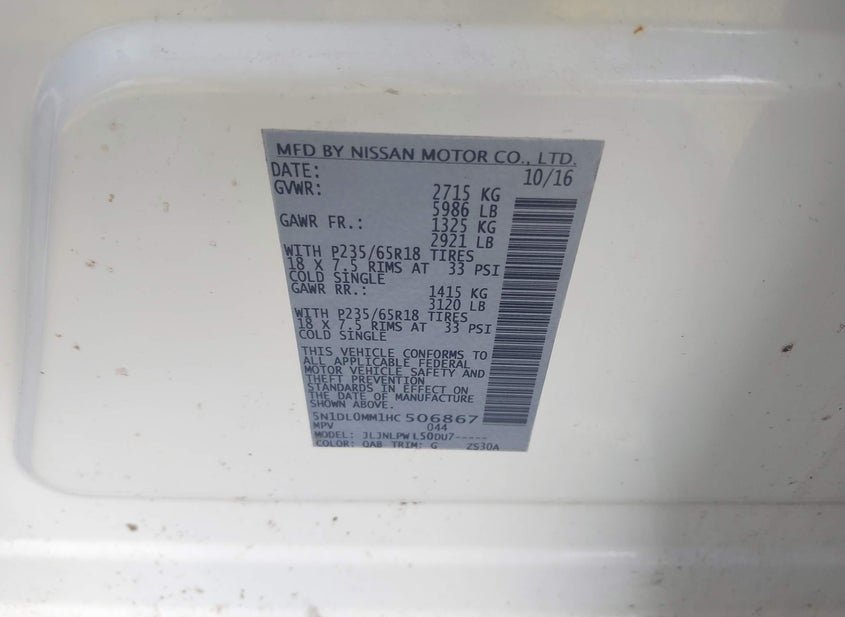 MFD BY NISSAN MOTOR CO., LTD.
DATE: 10/16
GVWR: 2715 KG
5986 LB
GAWR FR.: 1325 KG
2921 LB
WITH P235/65R18 TIRES
18 X 7.5 RIMS AT 33 PSI
COLD SINGLE
GAWR RR.: 1415 KG
3120 LB
WITH P235/65R18 TIRES
18 X 7.5 RIMS AT 33 PSI
COLD SINGLE
THIS VEHICLE CONFORMS TO
ALL APPLICABLE FEDERAL
MOTOR VEHICLE SAFETY AND
THEFT PREVENTION
STANDARDS IN EFFECT ON
THE DATE OF MANUFACTURE
SHOWN ABOVE.
5N1DL0MM1HC506867
MPV 044
MODEL: JLJNLPW L50DU7-----
COLOR: QAB TRIM: G ZS30A